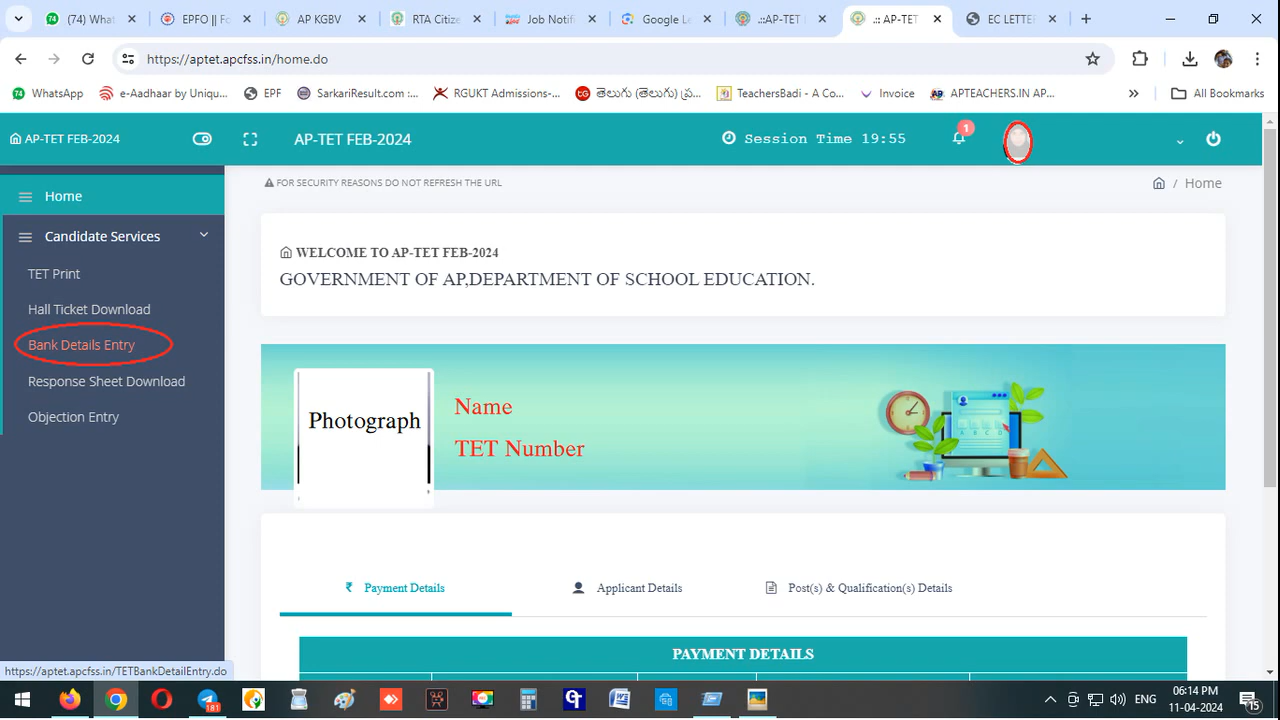 (74) What
EPFO || Fo
AP KGBV
RTA Citize
Job Notifi
Google Le
.::AP-TET
.:: AP-TET
EC LETTER
https://aptet.apcfss.in/home.do
WhatsApp
e-Aadhaar by Uniqu...
EPF
SarkariResult.com :...
RGUKT Admissions-...
తెలుగు (తెలుగు) (ప్ర...
TeachersBadi - A Co...
Invoice
APTEACHERS.IN AP...
All Bookmarks
AP-TET FEB-2024
AP-TET FEB-2024
Session Time 19:55
1
FOR SECURITY REASONS DO NOT REFRESH THE URL
/ Home
Home
Candidate Services
TET Print
Hall Ticket Download
Bank Details Entry
Response Sheet Download
Objection Entry
WELCOME TO AP-TET FEB-2024
GOVERNMENT OF AP,DEPARTMENT OF SCHOOL EDUCATION.
Photograph
Name
TET Number
Payment Details
Applicant Details
Post(s) & Qualification(s) Details
PAYMENT DETAILS
https://aptet.apcfss.in/TETBankDetailEntry.do
181
ENG
06:14 PM
11-04-2024
15